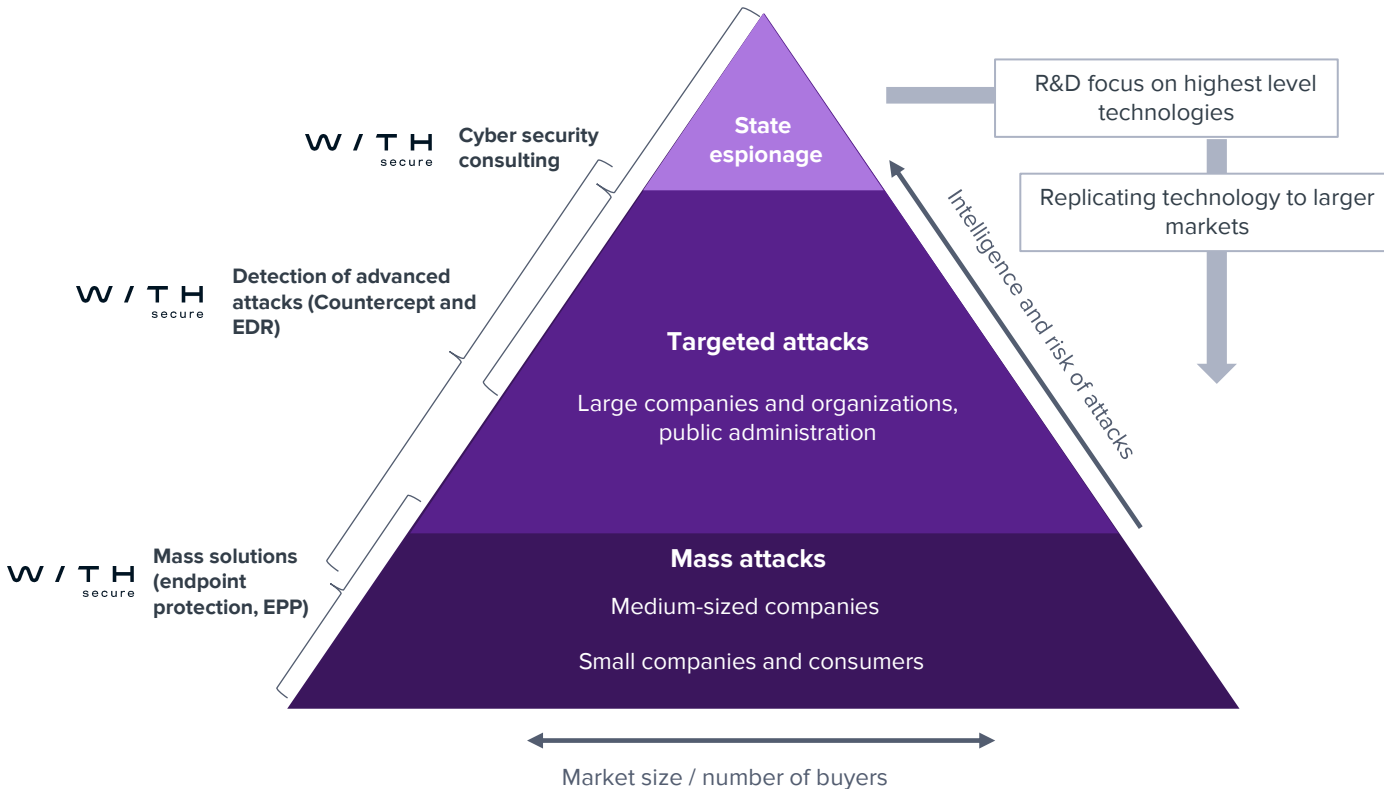 R&D focus on highest level
technologies
State
espionage
W/TH
secure
Cyber security
consulting
Replicating technology to larger
markets
Intelligence and risk of attacks
W/TH
secure
Detection of advanced
attacks (Countercept and
EDR)
Targeted attacks
Large companies and organizations,
public administration
W/TH
secure
Mass solutions
(endpoint
protection, EPP)
Mass attacks
Medium-sized companies
Small companies and consumers
Market size / number of buyers